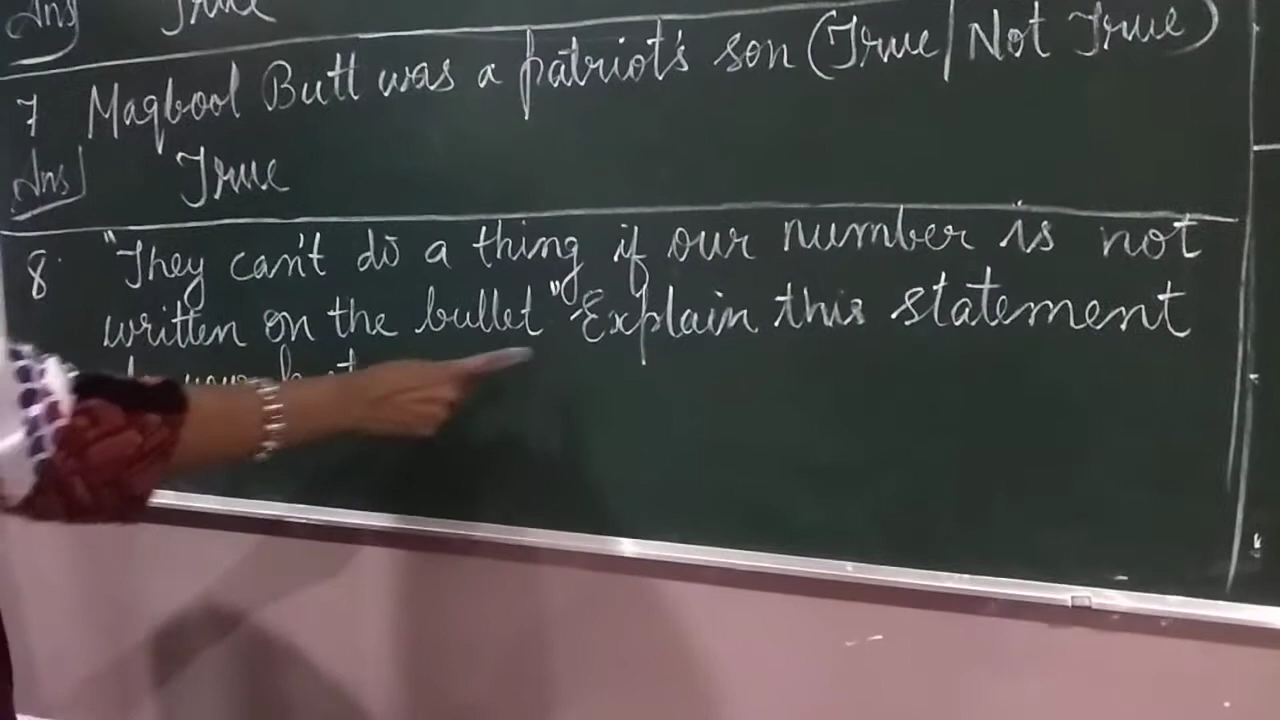 Ans] True
7 Maqbool Butt was a patriot's son (True/Not True)
Ans] True
8. "They can't do a thing if our number is not
written on the bullet" Explain this statement